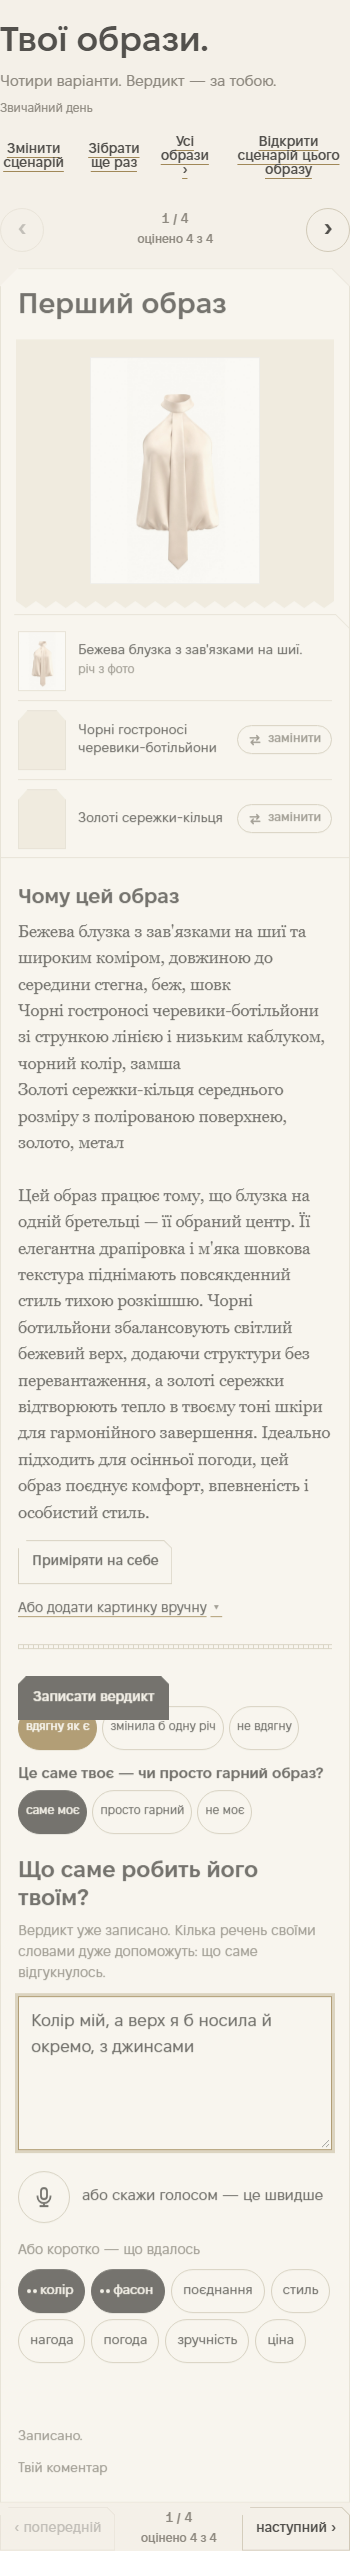 Твої образи.
Чотири варіанти. Вердикт — за тобою.
Звичайний день
Змінити
сценарій
Зібрати
ще раз
Усі
образи
›
Відкрити
сценарій цього
образу
‹
1 / 4
оцінено 4 з 4
›
Перший образ
Бежева блузка з зав'язками на шиї.
річ з фото
Чорні гостроносі
черевики-ботільйони
замінити
Золоті сережки-кільця
замінити
Чому цей образ
Бежева блузка з зав'язками на шиї та
широким коміром, довжиною до
середини стегна, беж, шовк
Чорні гостроносі черевики-ботільйони
зі стрункою лінією і низьким каблуком,
чорний колір, замша
Золоті сережки-кільця середнього
розміру з полірованою поверхнею,
золото, метал
Цей образ працює тому, що блузка на
одній бретельці — її обраний центр. Її
елегантна драпіровка і м'яка шовкова
текстура піднімають повсякденний
стиль тихою розкішшю. Чорні
ботильйони збалансовують світлий
бежевий верх, додаючи структури без
перевантаження, а золоті сережки
відтворюють тепло в твоєму тоні шкіри
для гармонійного завершення. Ідеально
підходить для осінньої погоди, цей
образ поєднує комфорт, впевненість і
особистий стиль.
Приміряти на себе
Або додати картинку вручну
Записати вердикт
вдягну як є
змінила б одну річ
не вдягну
Це саме твоє — чи просто гарний образ?
саме моє
просто гарний
не моє
Що саме робить його
твоїм?
Вердикт уже записано. Кілька речень своїми
словами дуже допоможуть: що саме
відгукнулось.
Колір мій, а верх я б носила й
окремо, з джинсами
або скажи голосом — це швидше
Або коротко — що вдалось
колір
фасон
поєднання
стиль
нагода
погода
зручність
ціна
Записано.
Твій коментар
‹ попередній
1 / 4
оцінено 4 з 4
наступний ›